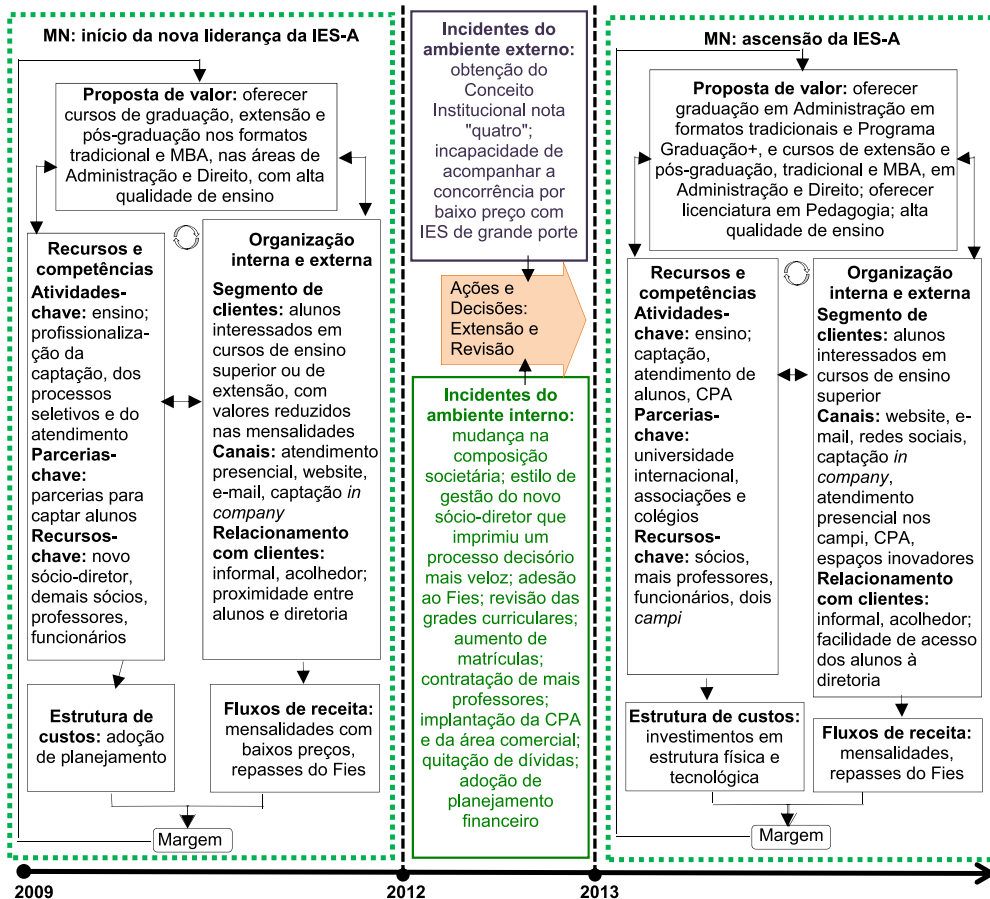 MN: início da nova liderança da IES-A
Proposta de valor: oferecer
cursos de graduação, extensão e
pós-graduação nos formatos
tradicional e MBA, nas áreas de
Administração e Direito, com alta
qualidade de ensino
Recursos e
competências
Atividades-
chave: ensino;
profissionaliza-
ção da
captação, dos
processos
seletivos e do
atendimento
Parcerias-
chave:
parcerias para
captar alunos
Recursos-
chave: novo
sócio-diretor,
demais sócios,
professores,
funcionários
Organização
interna e externa
Segmento de
clientes: alunos
interessados em
cursos de ensino
superior ou de
extensão, com
valores reduzidos
nas mensalidades
Canais: atendimento
presencial, website,
e-mail, captação in
company
Relacionamento
com clientes:
informal, acolhedor;
proximidade entre
alunos e diretoria
Estrutura de
custos: adoção
de planejamento
Fluxos de receita:
mensalidades com
baixos preços,
repasses do Fies
Margem
Incidentes do
ambiente externo:
obtenção do
Conceito
Institucional nota
"quatro";
incapacidade de
acompanhar a
concorrência por
baixo preço com
IES de grande porte
Ações e
Decisões:
Extensão e
Revisão
Incidentes do
ambiente interno:
mudança na
composição
societária; estilo de
gestão do novo
sócio-diretor que
imprimiu um
processo decisório
mais veloz; adesão
ao Fies; revisão das
grades curriculares;
aumento de
matrículas;
contratação de mais
professores;
implantação da CPA
e da área comercial;
quitação de dívidas;
adoção de
planejamento
financeiro
MN: ascensão da IES-A
Proposta de valor: oferecer
graduação em Administração em
formatos tradicionais e Programa
Graduação+, e cursos de extensão e
pós-graduação, tradicional e MBA, em
Administração e Direito; oferecer
licenciatura em Pedagogia; alta
qualidade de ensino
Recursos e
competências
Atividades-
chave: ensino;
captação,
atendimento de
alunos, CPA
Parcerias-
chave:
universidade
internacional,
associações e
colégios
Recursos-
chave: sócios,
mais professores,
funcionários, dois
campi
Organização
interna e externa
Segmento de
clientes: alunos
interessados em
cursos de ensino
superior
Canais: website, e-
mail, redes sociais,
captação in
company,
atendimento
presencial nos
campi, CPA,
espaços inovadores
Relacionamento
com clientes:
informal, acolhedor;
facilidade de acesso
dos alunos à
diretoria
Estrutura de custos:
investimentos em
estrutura física e
tecnológica
Fluxos de receita:
mensalidades,
repasses do Fies
Margem
2009
2012
2013